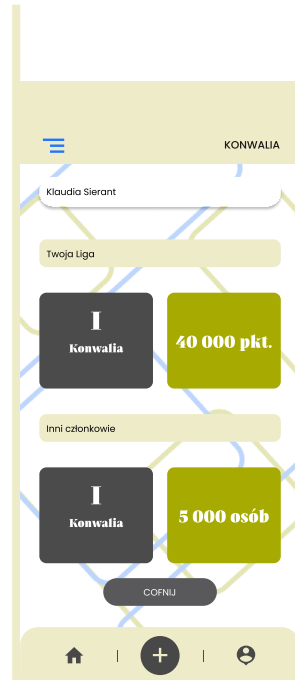 KONWALIA
Klaudia Sierant
Twoja Liga
I
Konwalia
40 000 pkt.
Inni członkowie
I
Konwalia
5 000 osób
COFNIJ